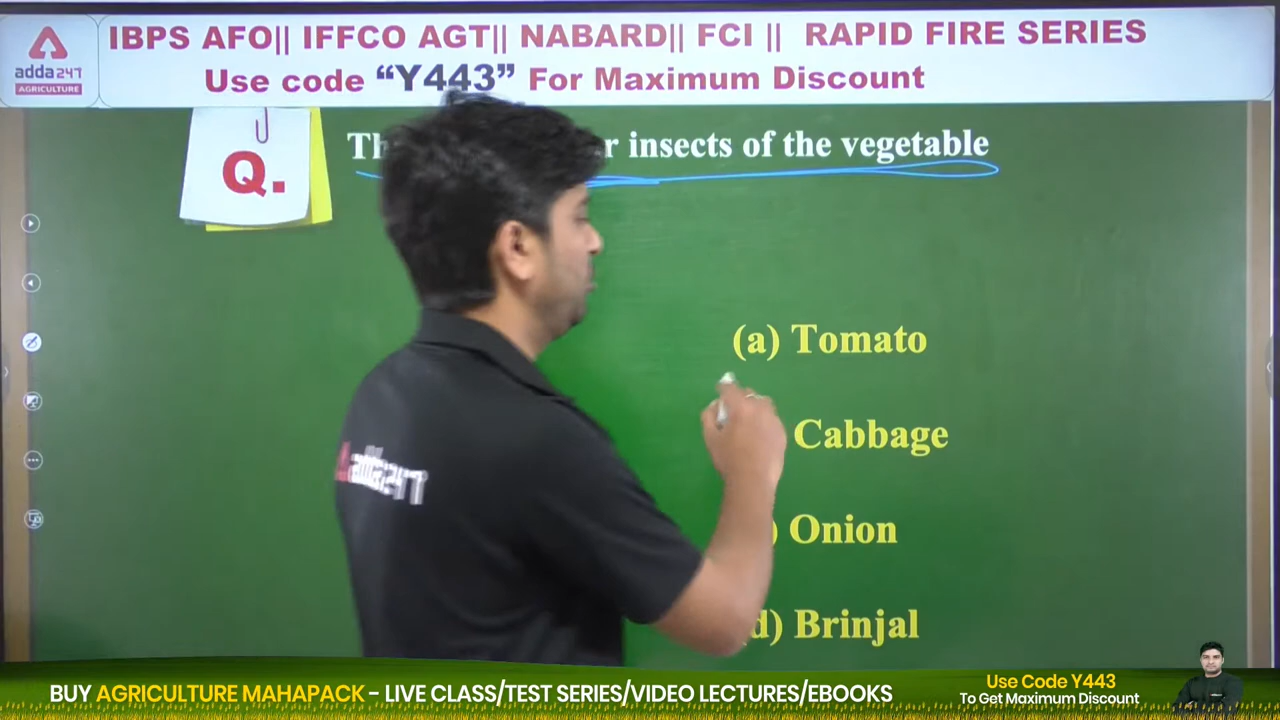 IBPS AFO|| IFFCO AGT|| NABARD|| FCI || RAPID FIRE SERIES
Use code “Y443” For Maximum Discount
adda247
AGRICULTURE
Q.
insects of the vegetable
(a) Tomato
Cabbage
) Onion
d) Brinjal
adda247
BUY AGRICULTURE MAHAPACK - LIVE CLASS/TEST SERIES/VIDEO LECTURES/EBOOKS
Use Code Y443
To Get Maximum Discount